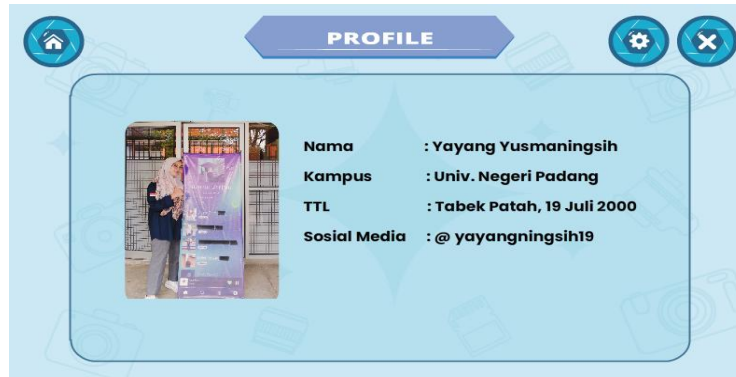 PROFILE
Nama : Yayang Yusmaningsih
Kampus : Univ. Negeri Padang
TTL : Tabek Patah, 19 Juli 2000
Sosial Media : @ yayangningsih19